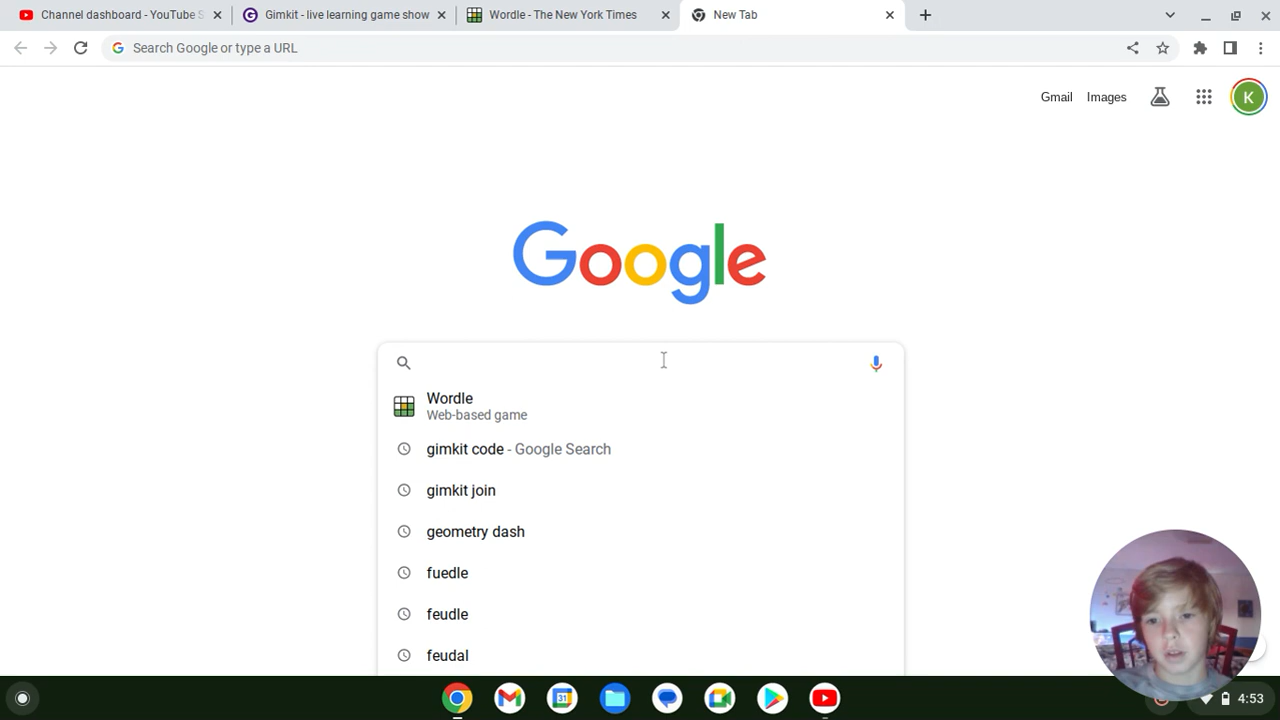 Channel dashboard - YouTube S
Gimkit - live learning game show
Wordle - The New York Times
New Tab
Search Google or type a URL
Gmail
Images
K
Google
Wordle
Web-based game
gimkit code - Google Search
gimkit join
geometry dash
fuedle
feudle
feudal
31
4:53